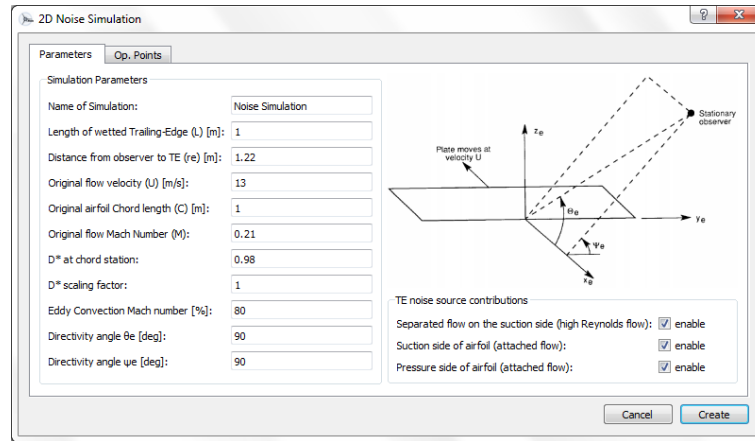 2D Noise Simulation
?
X
Parameters
Op. Points
Simulation Parameters
Name of Simulation: Noise Simulation
Length of wetted Trailing-Edge (L) [m]: 1
Distance from observer to TE (re) [m]: 1.22
Original flow velocity (U) [m/s]: 13
Original airfoil Chord length (C) [m]: 1
Original flow Mach Number (M): 0.21
D* at chord station: 0.98
D* scaling factor: 1
Eddy Convection Mach number [%]: 80
Directivity angle θe [deg]: 90
Directivity angle ψe [deg]: 90
Stationary
observer
ze
Plate moves at
velocity U
θe
ye
ψe
xe
TE noise source contributions
Separated flow on the suction side (high Reynolds flow): enable
Suction side of airfoil (attached flow): enable
Pressure side of airfoil (attached flow): enable
Cancel
Create